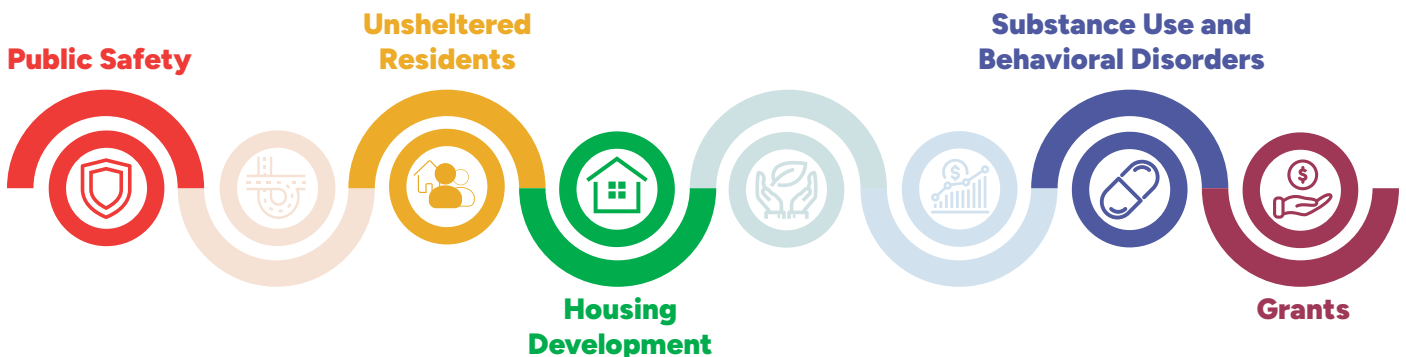 Public Safety
Unsheltered
Residents
Housing
Development
$
Substance Use and
Behavioral Disorders
$
Grants